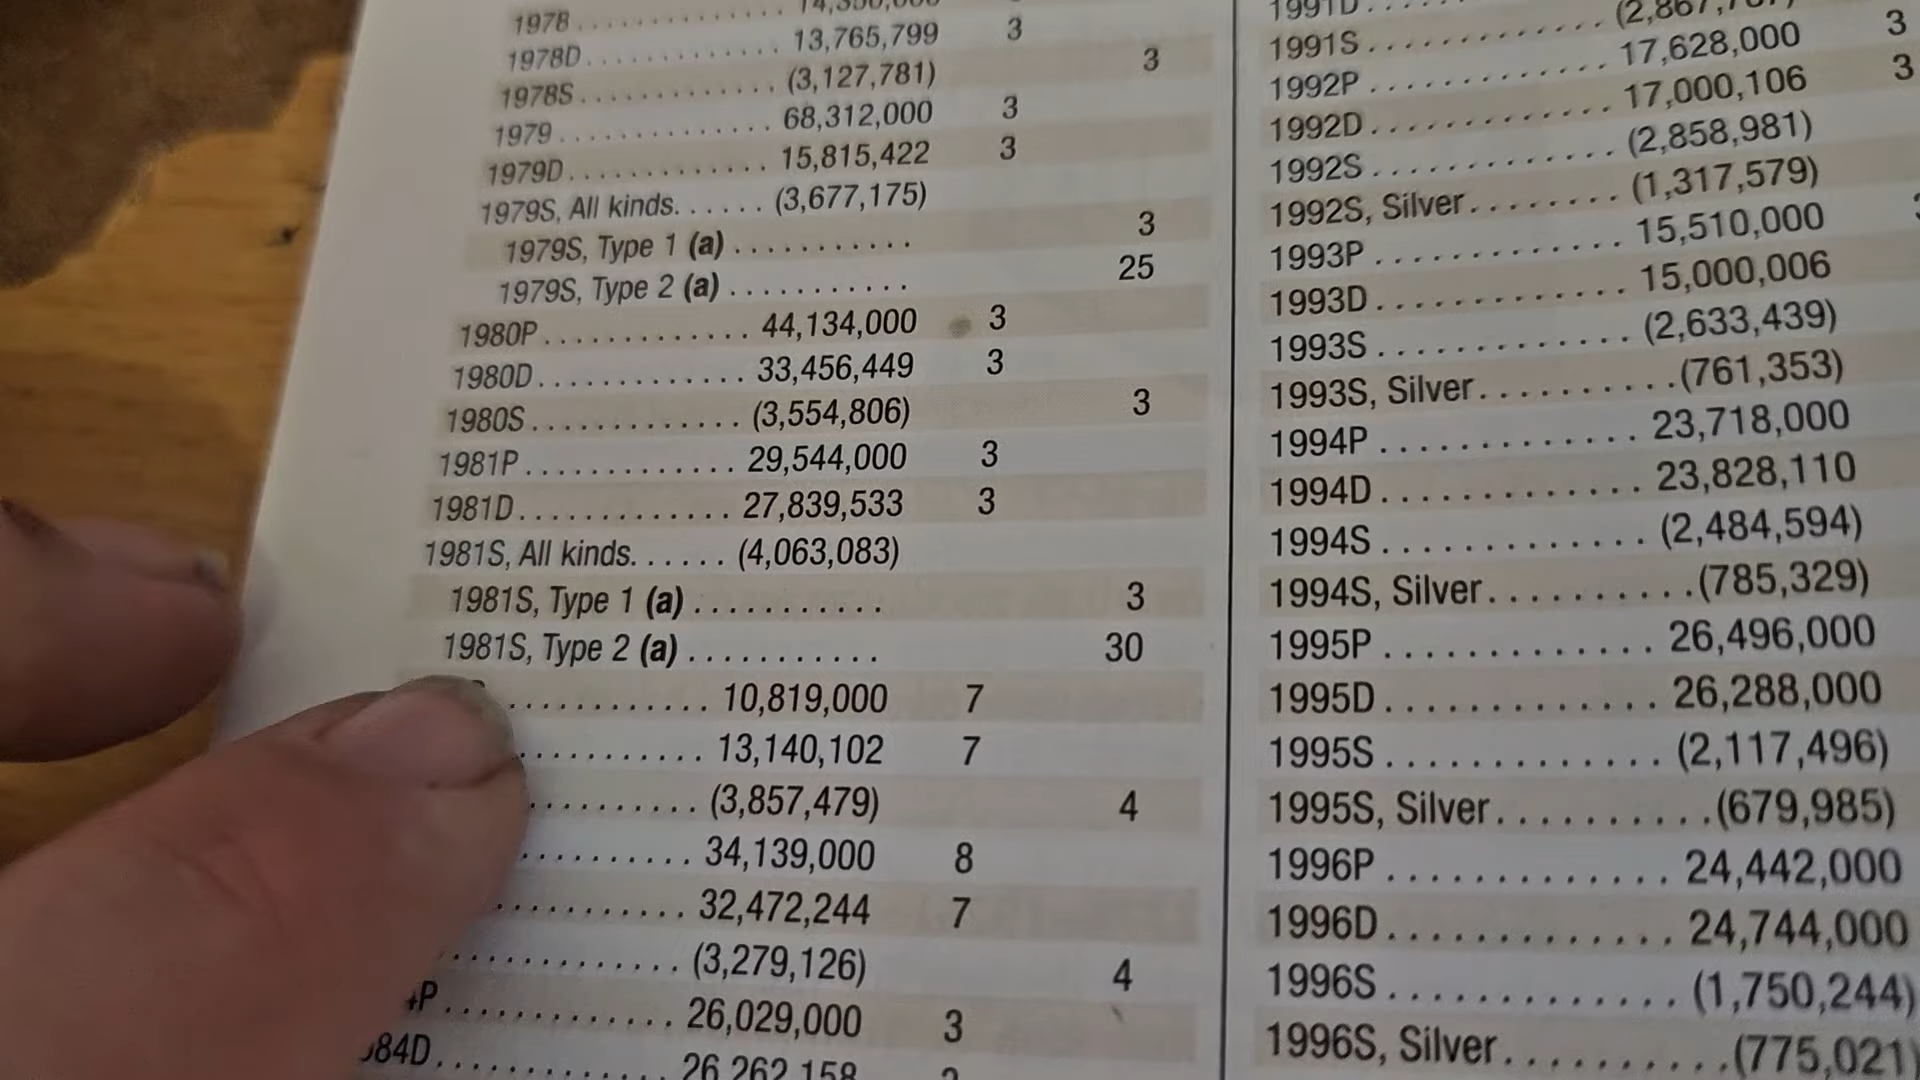 1978 . . . . . . . . . . . . .
1978D . . . . . . . . . . . . 13,765,799 3
1978S . . . . . . . . . . . . . (3,127,781) 3
1979 . . . . . . . . . . . . . . 68,312,000 3
1979D . . . . . . . . . . . . . 15,815,422 3
1979S, All kinds. . . . . . (3,677,175)
1979S, Type 1 (a) . . . . . . . . . . . 3
1979S, Type 2 (a) . . . . . . . . . . . 25
1980P . . . . . . . . . . . . . 44,134,000 3
1980D . . . . . . . . . . . . . 33,456,449 3
1980S . . . . . . . . . . . . . (3,554,806) 3
1981P . . . . . . . . . . . . . 29,544,000 3
1981D . . . . . . . . . . . . . 27,839,533 3
1981S, All kinds. . . . . . (4,063,083)
1981S, Type 1 (a) . . . . . . . . . . . 3
1981S, Type 2 (a) . . . . . . . . . . . 30
. . . . . . . . . . . . 10,819,000 7
. . . . . . . . . . . 13,140,102 7
. . . . . . . . . . (3,857,479) 4
. . . . . . . . . . 34,139,000 8
. . . . . . . . . . . 32,472,244 7
. . . . . . . . . . . . . (3,279,126) 4
P . . . . . . . . . . . . . 26,029,000 3
84D . . . . . . . . . . . . . 26,262,158
1991D . . . .
1991S . . . . . . . . . . . . . (2,867,787)
1992P . . . . . . . . . . . . . 17,628,000 3
1992D . . . . . . . . . . . . . 17,000,106 3
1992S . . . . . . . . . . . . . (2,858,981)
1992S, Silver . . . . . . . . (1,317,579)
1993P . . . . . . . . . . . . . 15,510,000
1993D . . . . . . . . . . . . . 15,000,006
1993S . . . . . . . . . . . . . (2,633,439)
1993S, Silver . . . . . . . . . . (761,353)
1994P . . . . . . . . . . . . . 23,718,000
1994D . . . . . . . . . . . . . 23,828,110
1994S . . . . . . . . . . . . . (2,484,594)
1994S, Silver . . . . . . . . . . (785,329)
1995P . . . . . . . . . . . . . 26,496,000
1995D . . . . . . . . . . . . . 26,288,000
1995S . . . . . . . . . . . . . (2,117,496)
1995S, Silver . . . . . . . . . . (679,985)
1996P . . . . . . . . . . . . . 24,442,000
1996D . . . . . . . . . . . . . 24,744,000
1996S . . . . . . . . . . . . . (1,750,244)
1996S, Silver . . . . . . . . . . (775,021)